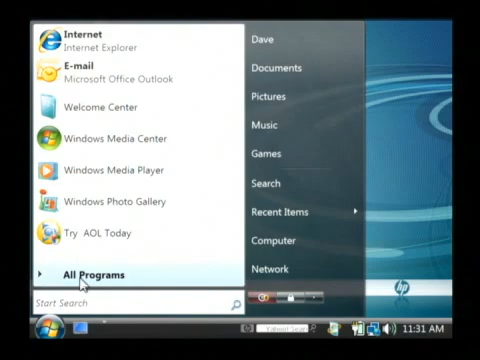 Internet
Internet Explorer
E-mail
Microsoft Office Outlook
Welcome Center
Windows Media Center
Windows Media Player
Windows Photo Gallery
Try AOL Today
All Programs
Start Search
Dave
Documents
Pictures
Music
Games
Search
Recent Items
Computer
Network
hp
Yahoo! Sear
11:31 AM